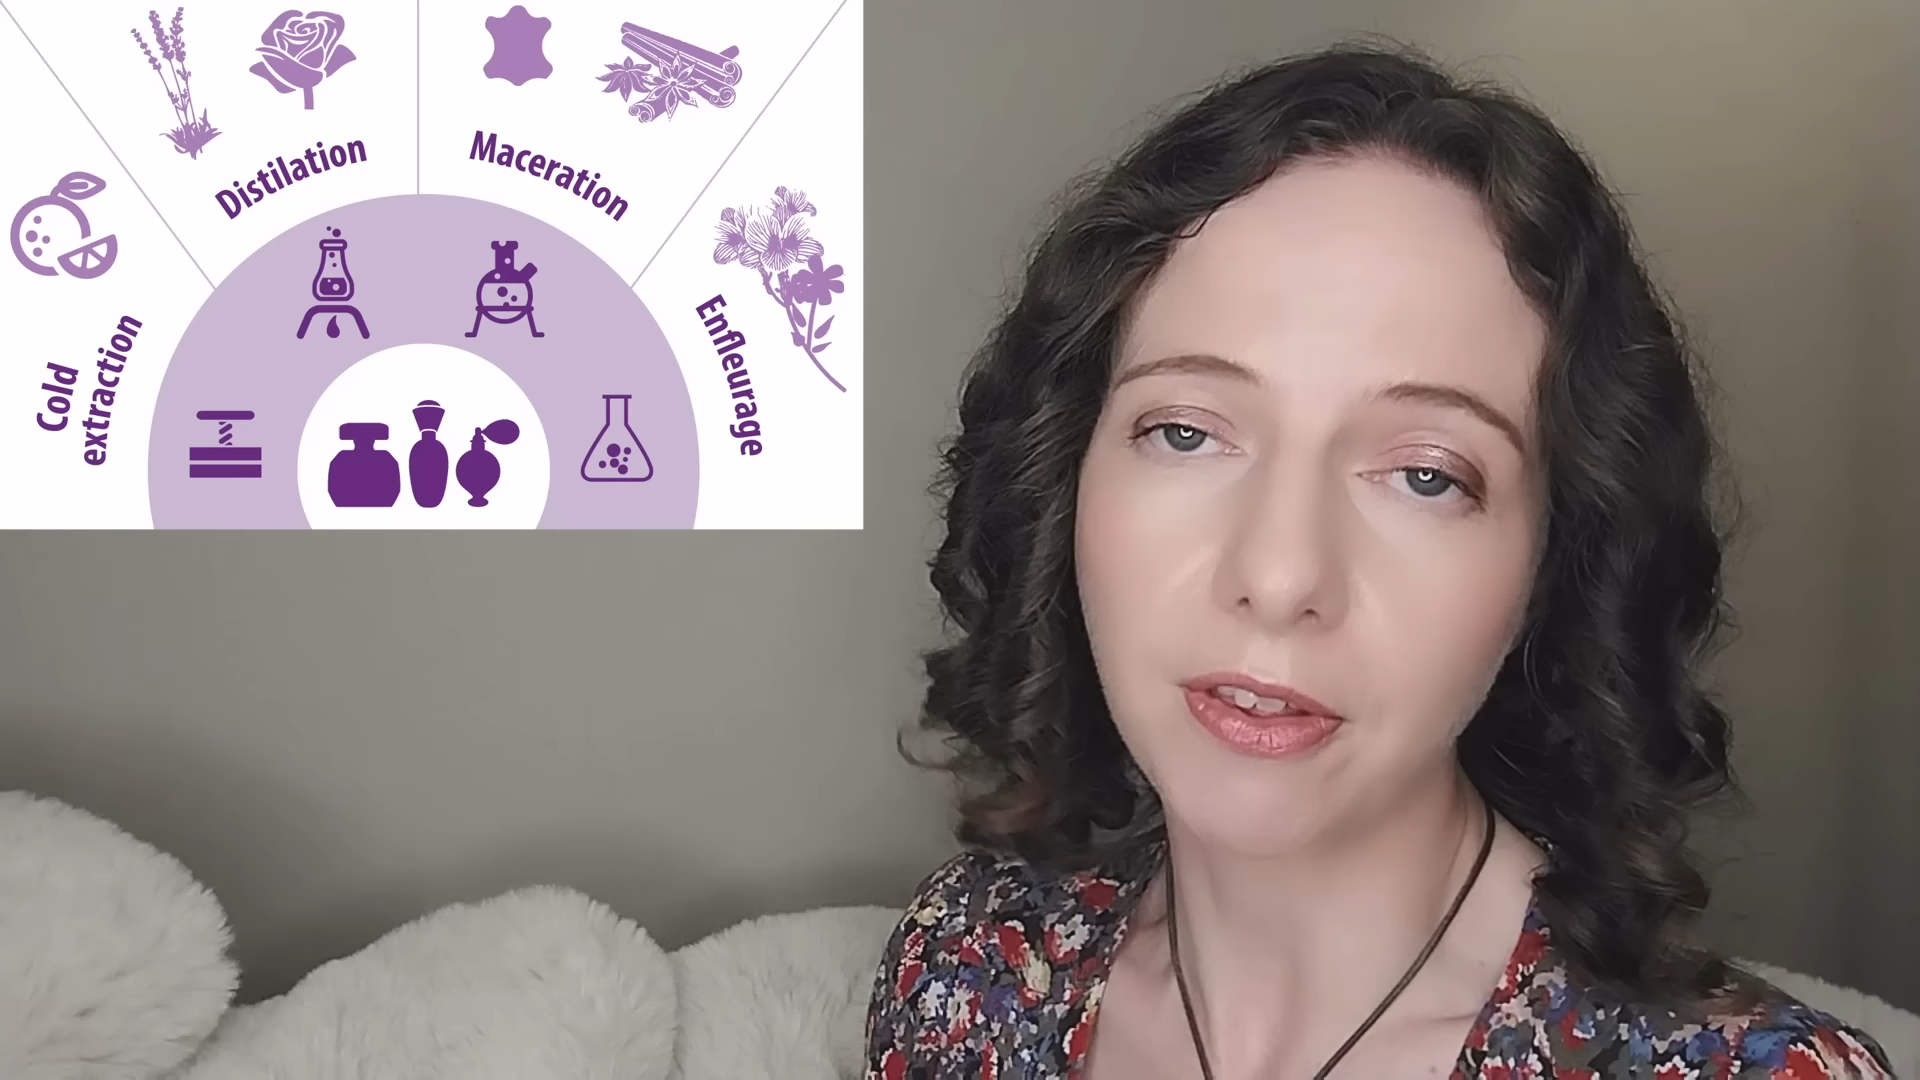 Cold
extraction
Distilation
Maceration
Enfleurage